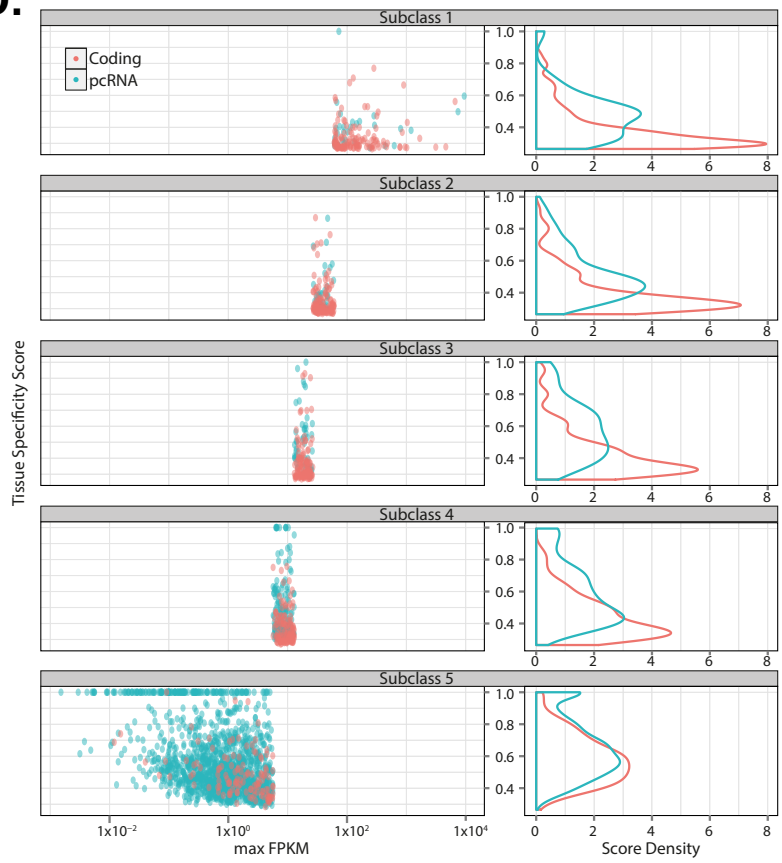 Subclass 1
Coding
pcRNA
1.0
0.8
0.6
0.4
0 2 4 6 8
Subclass 2
1.0
0.8
0.6
0.4
0 2 4 6 8
Subclass 3
1.0
0.8
0.6
0.4
0 2 4 6 8
Subclass 4
1.0
0.8
0.6
0.4
0 2 4 6 8
Subclass 5
1.0
0.8
0.6
0.4
0 2 4 6 8
Tissue Specificity Score
1x10⁻² 1x10⁰ 1x10² 1x10⁴
max FPKM
Score Density